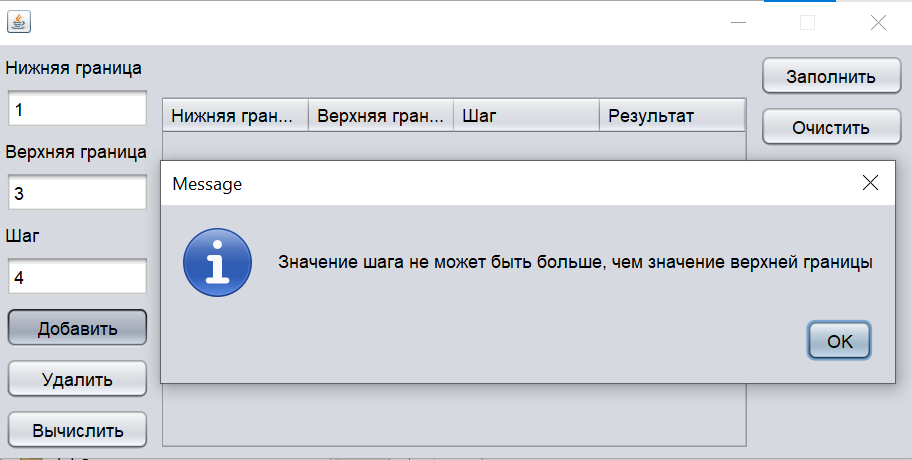 Нижняя граница
1
Верхняя граница
3
Шаг
4
Добавить
Удалить
Вычислить
Нижняя гран... Верхняя гран... Шаг Результат
Заполнить
Очистить
Message
Значение шага не может быть больше, чем значение верхней границы
OK